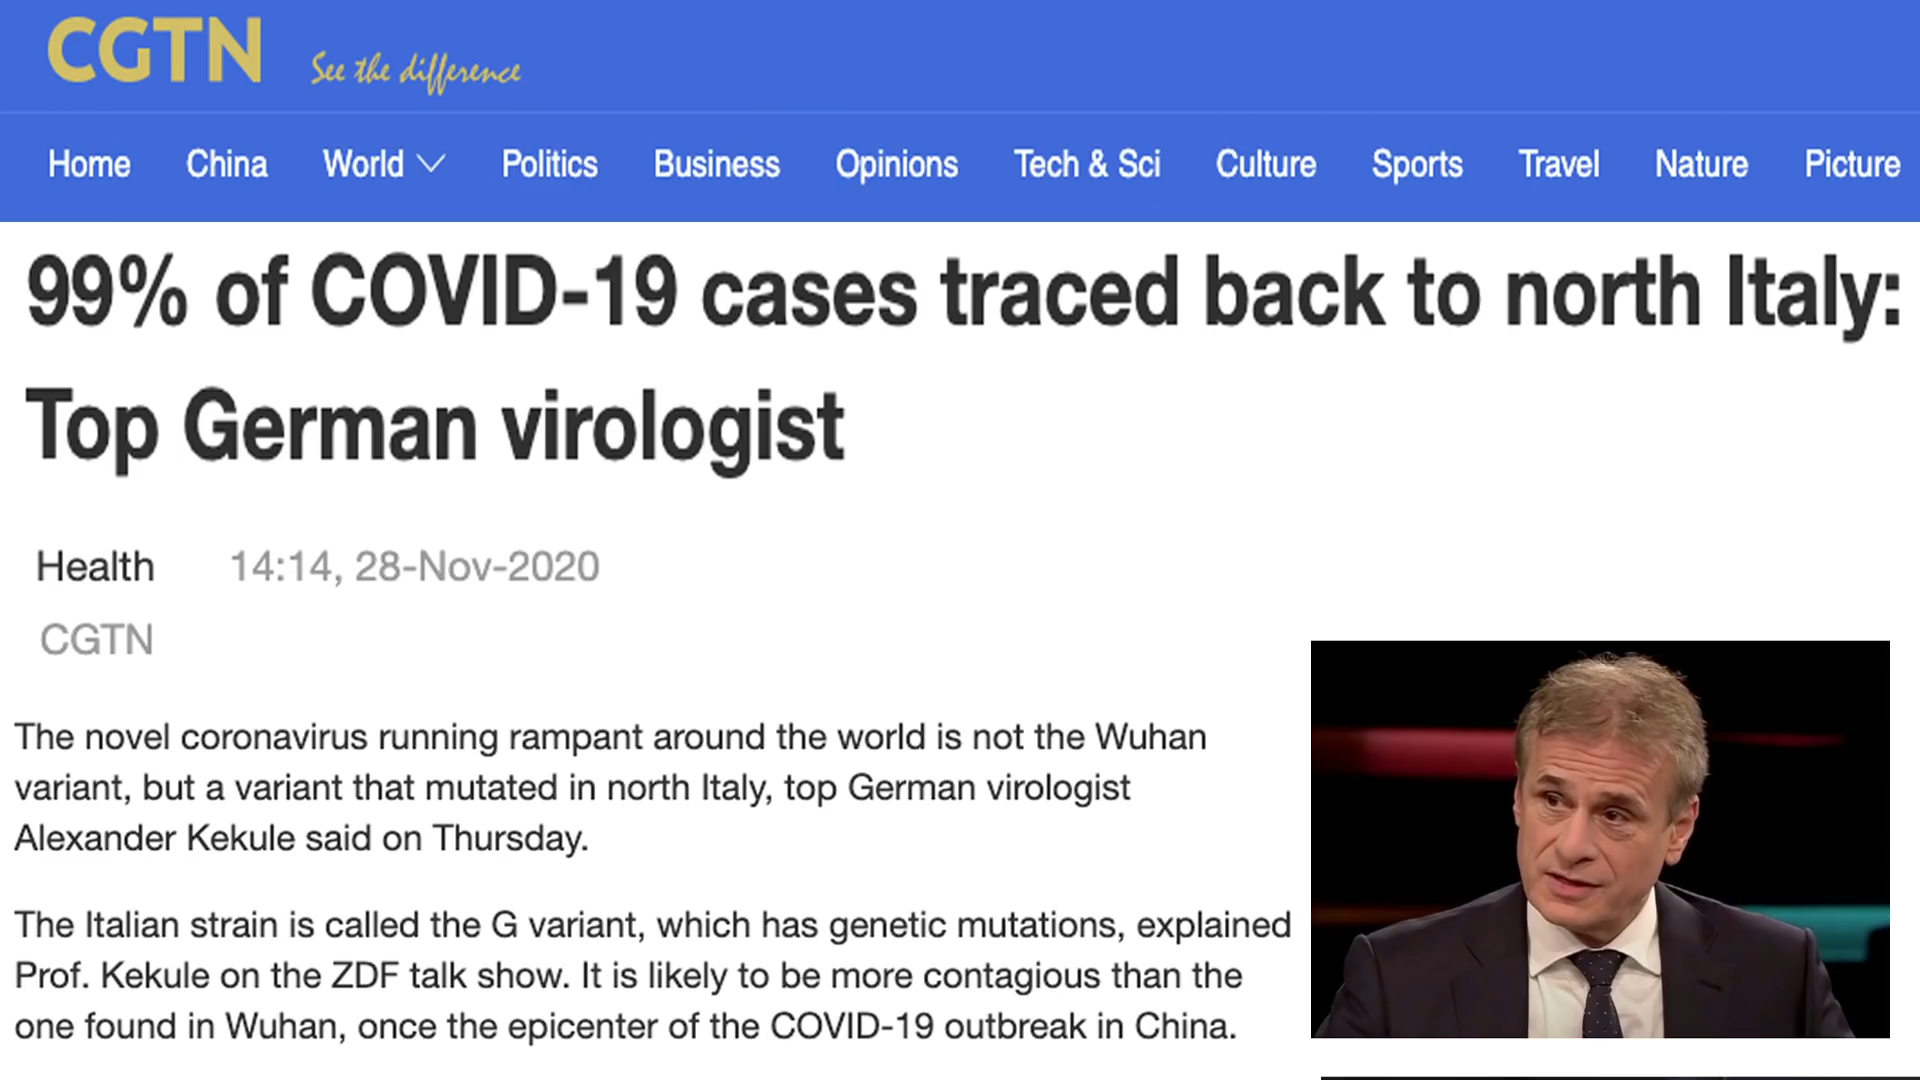 CGTN See the difference
Home China World Politics Business Opinions Tech & Sci Culture Sports Travel Nature Picture
99% of COVID-19 cases traced back to north Italy:
Top German virologist
Health 14:14, 28-Nov-2020
CGTN
The novel coronavirus running rampant around the world is not the Wuhan
variant, but a variant that mutated in north Italy, top German virologist
Alexander Kekule said on Thursday.
The Italian strain is called the G variant, which has genetic mutations, explained
Prof. Kekule on the ZDF talk show. It is likely to be more contagious than the
one found in Wuhan, once the epicenter of the COVID-19 outbreak in China.